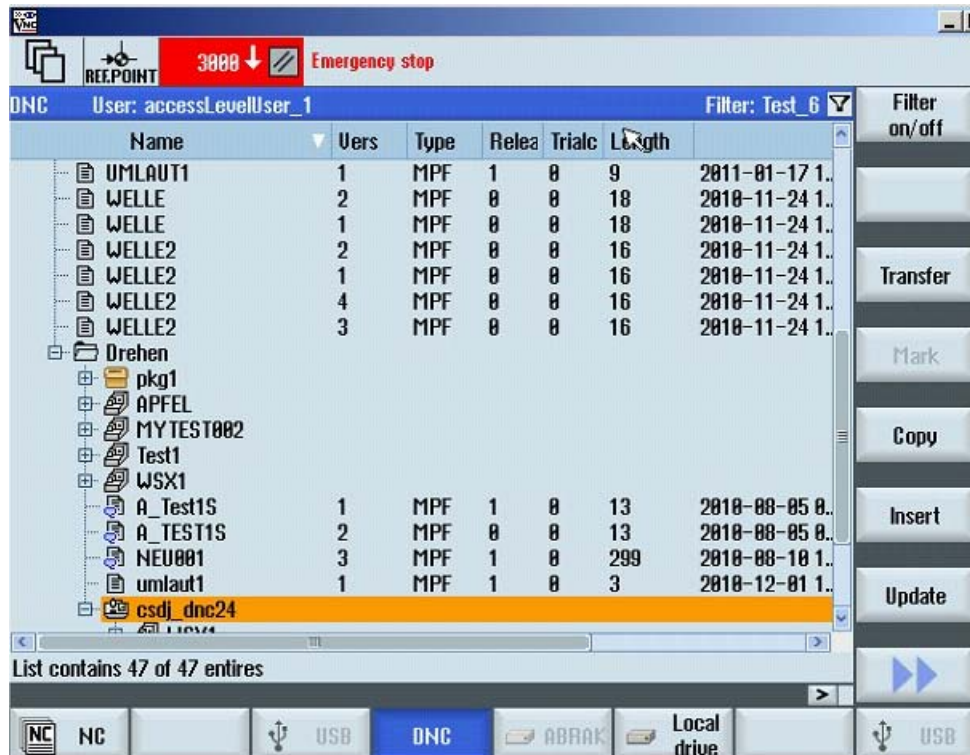 VNC
REF.POINT
3000
Emergency stop
DNC User: accessLevelUser_1 Filter: Test_6
Name Vers Type Relea Trialc Length
UMLAUT1 1 MPF 1 0 9 2011-01-17 1..
WELLE 2 MPF 0 0 18 2010-11-24 1..
WELLE 1 MPF 0 0 18 2010-11-24 1..
WELLE2 2 MPF 0 0 16 2010-11-24 1..
WELLE2 1 MPF 0 0 16 2010-11-24 1..
WELLE2 4 MPF 0 0 16 2010-11-24 1..
WELLE2 3 MPF 0 0 16 2010-11-24 1..
Drehen
pkg1
APFEL
MYTEST002
Test1
WSX1
A_Test1S 1 MPF 1 0 13 2010-08-05 0..
A_TEST1S 2 MPF 0 0 13 2010-08-05 0..
NEU001 3 MPF 1 0 299 2010-08-10 1..
umlaut1 1 MPF 1 0 3 2010-12-01 1..
csdj_dnc24
List contains 47 of 47 entires
Filter
on/off
Transfer
Mark
Copy
Insert
Update
NC NC
USB
DNC
ABRAK
Local
drive
USB